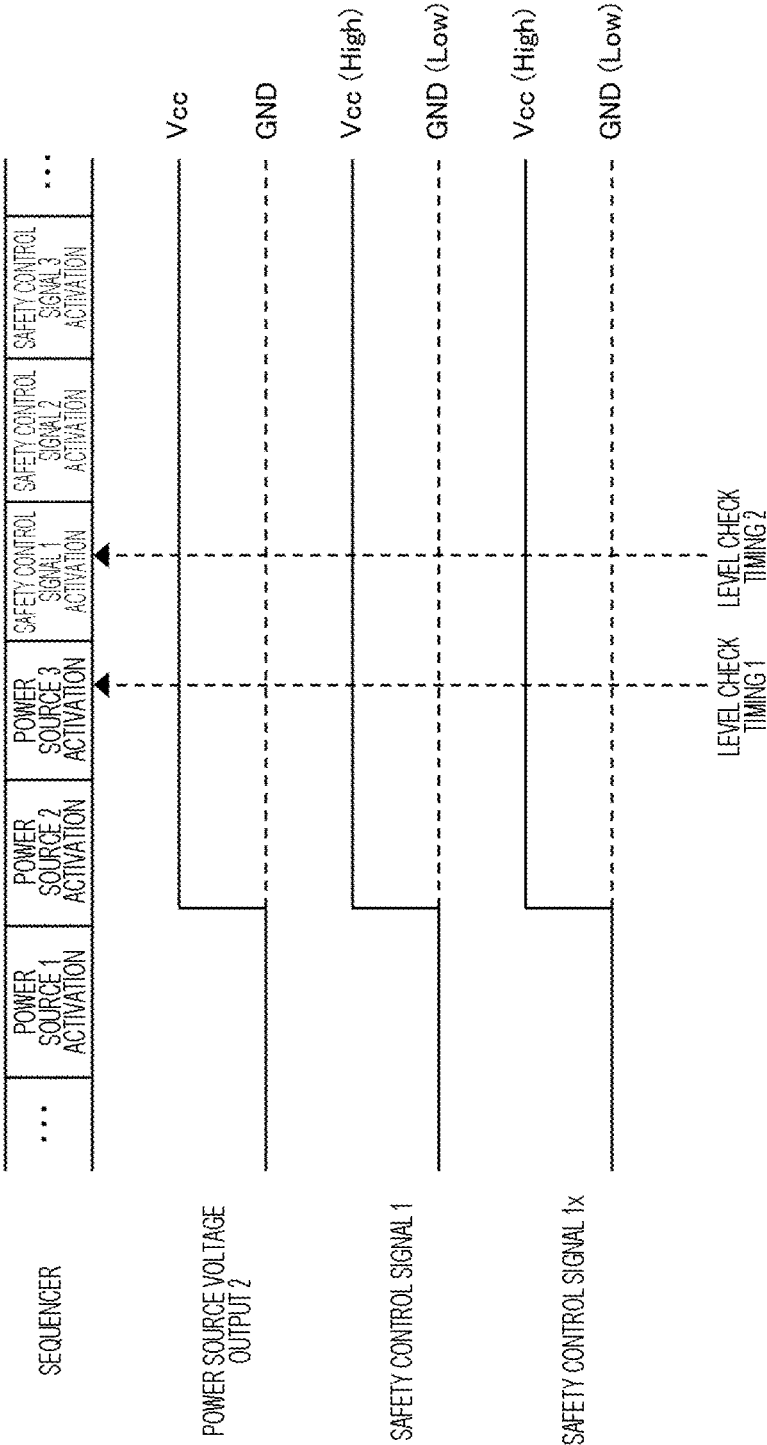 SEQUENCER
• • •
POWER
SOURCE 1
ACTIVATION
POWER
SOURCE 2
ACTIVATION
POWER
SOURCE 3
ACTIVATION
SAFETY CONTROL
SIGNAL 1
ACTIVATION
SAFETY CONTROL
SIGNAL 2
ACTIVATION
SAFETY CONTROL
SIGNAL 3
ACTIVATION
• • •
POWER SOURCE VOLTAGE
OUTPUT 2
Vcc
GND
SAFETY CONTROL SIGNAL 1
Vcc (High)
GND (Low)
SAFETY CONTROL SIGNAL 1x
Vcc (High)
GND (Low)
LEVEL CHECK
TIMING 1
LEVEL CHECK
TIMING 2